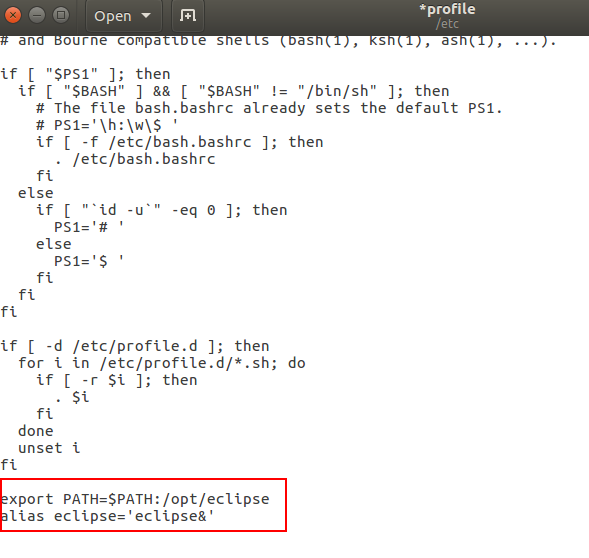 *profile
Open
/etc
# and Bourne compatible shells (bash(1), ksh(1), ash(1), ...).

if [ "$PS1" ]; then
  if [ "$BASH" ] && [ "$BASH" != "/bin/sh" ]; then
    # The file bash.bashrc already sets the default PS1.
    # PS1='\h:\w\$ '
    if [ -f /etc/bash.bashrc ]; then
      . /etc/bash.bashrc
    fi
  else
    if [ "`id -u`" -eq 0 ]; then
      PS1='# '
    else
      PS1='$ '
    fi
  fi
fi

if [ -d /etc/profile.d ]; then
  for i in /etc/profile.d/*.sh; do
    if [ -r $i ]; then
      . $i
    fi
  done
  unset i
fi

export PATH=$PATH:/opt/eclipse
alias eclipse='eclipse&'